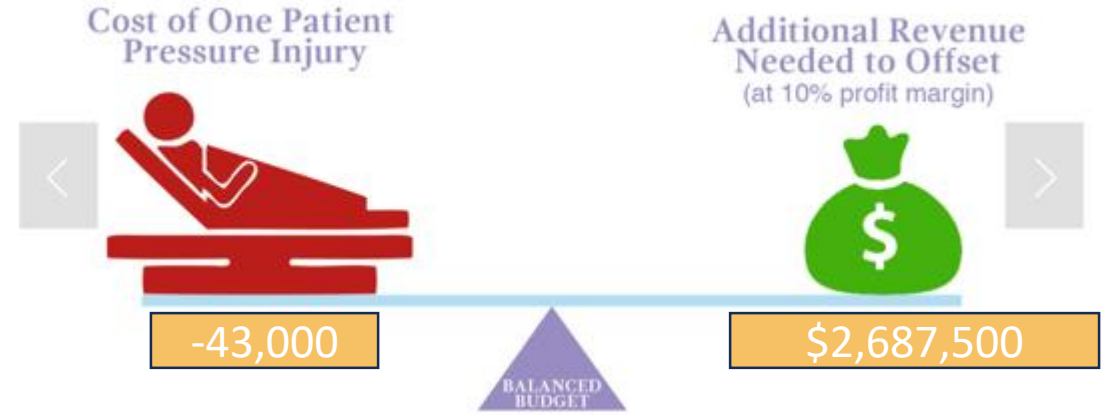 Cost of One Patient
Pressure Injury
Additional Revenue
Needed to Offset
(at 10% profit margin)
$
-43,000
$2,687,500
BALANCED
BUDGET